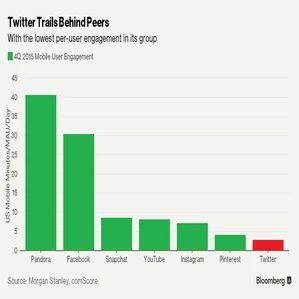 Twitter Trails Behind Peers
With the lowest per-user engagement in its group
4Q 2015 Mobile User Engagement
US Mobile Minutes/MAU/Day
45
40
35
30
25
20
15
10
5
0
Pandora Facebook Snapchat YouTube Instagram Pinterest Twitter
Source: Morgan Stanley, comScore
Bloomberg